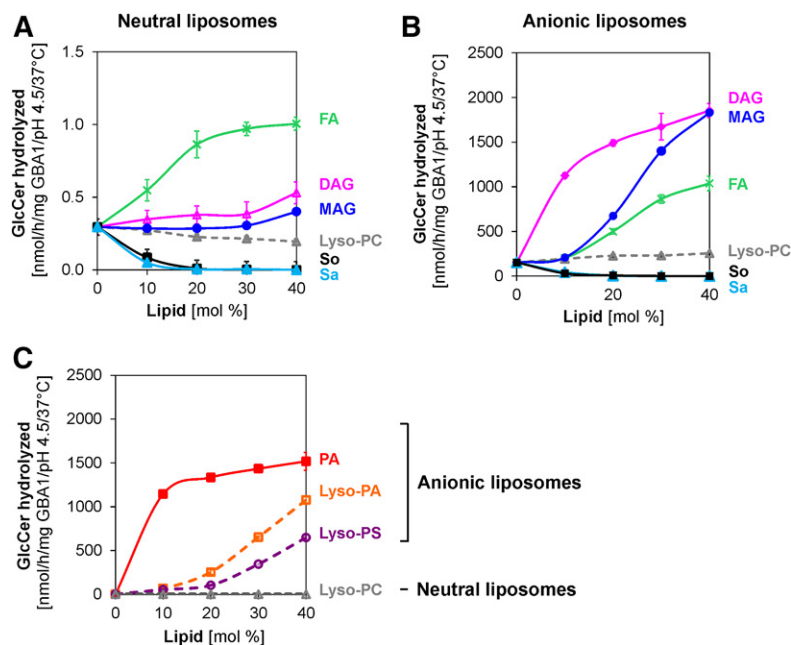 A
Neutral liposomes
GlcCer hydrolyzed
[nmol/h/mg GBA1/pH 4.5/37°C]
1.5
1.0
0.5
0.0
0 10 20 30 40
Lipid [mol %]
FA
DAG
MAG
Lyso-PC
So
Sa
B
Anionic liposomes
GlcCer hydrolyzed
[nmol/h/mg GBA1/pH 4.5/37°C]
2500
2000
1500
1000
500
0
0 10 20 30 40
Lipid [mol %]
DAG
MAG
FA
Lyso-PC
So
Sa
C
GlcCer hydrolyzed
[nmol/h/mg GBA1/pH 4.5/37°C]
2500
2000
1500
1000
500
0
0 10 20 30 40
Lipid [mol %]
PA
Lyso-PA
Lyso-PS
Lyso-PC
Anionic liposomes
Neutral liposomes